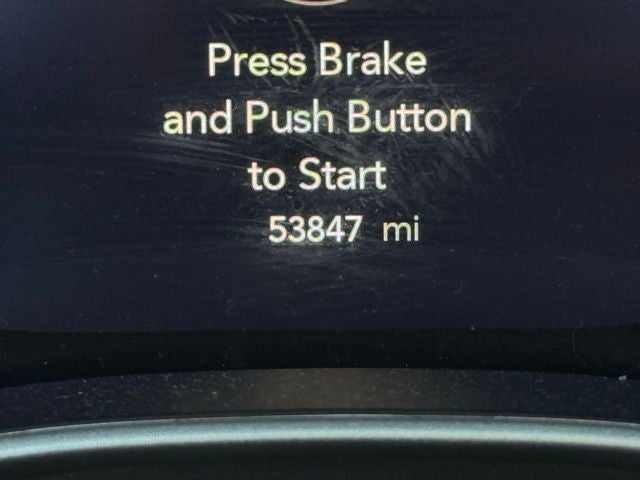 Press Brake
and Push Button
to Start
53847 mi